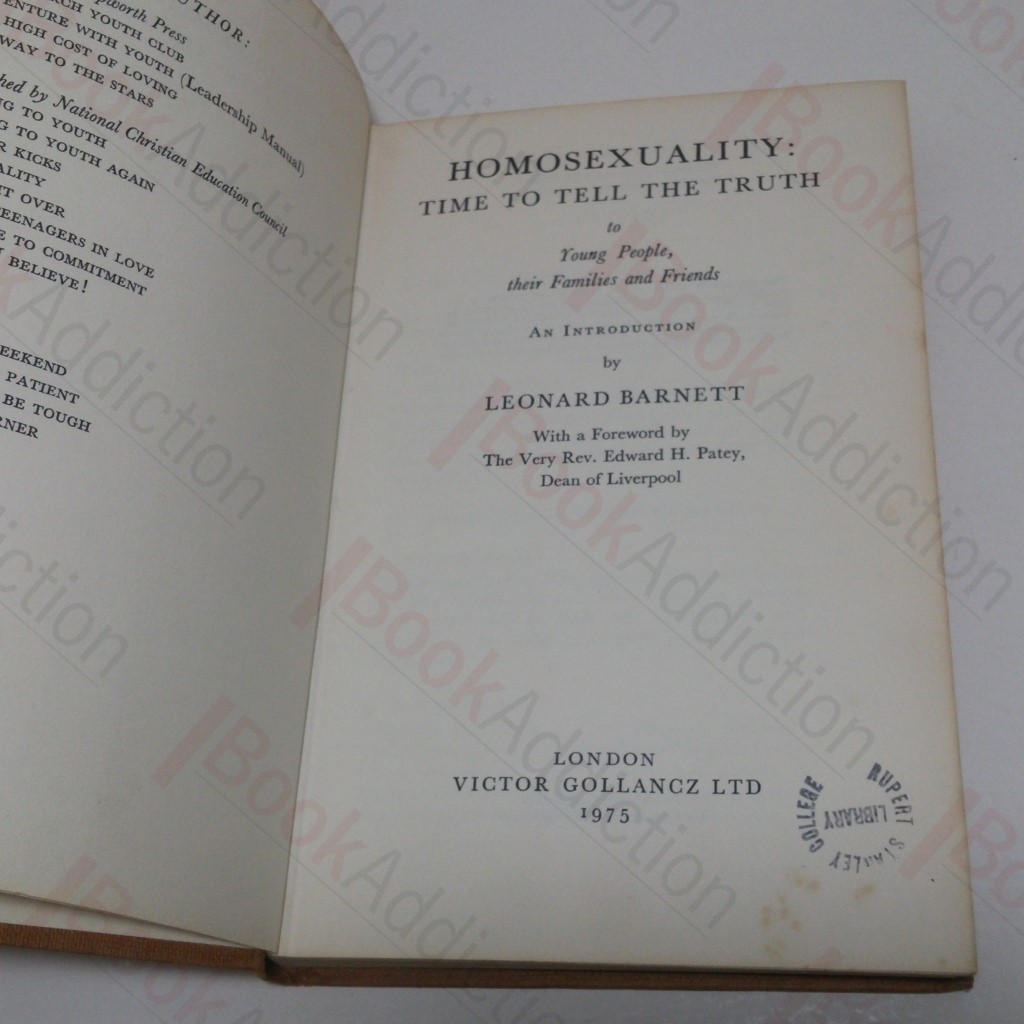 UTHOR:
pworth Press
RCH YOUTH CLUB
ENTURE WITH YOUTH (Leadership Manual)
HIGH COST OF LOVING
WAY TO THE STARS
hed by National Christian Education Council
NG TO YOUTH
G TO YOUTH AGAIN
R KICKS
ALITY
T OVER
TEENAGERS IN LOVE
E TO COMMITMENT
BELIEVE!
EEKEND
PATIENT
BE TOUGH
RNER
HOMOSEXUALITY:
TIME TO TELL THE TRUTH
to
Young People,
their Families and Friends
An Introduction
by
LEONARD BARNETT
With a Foreword by
The Very Rev. Edward H. Patey,
Dean of Liverpool
LONDON
VICTOR GOLLANCZ LTD
1975
RUPERT STANLEY COLLEGE
LIBRARY
BookAddiction